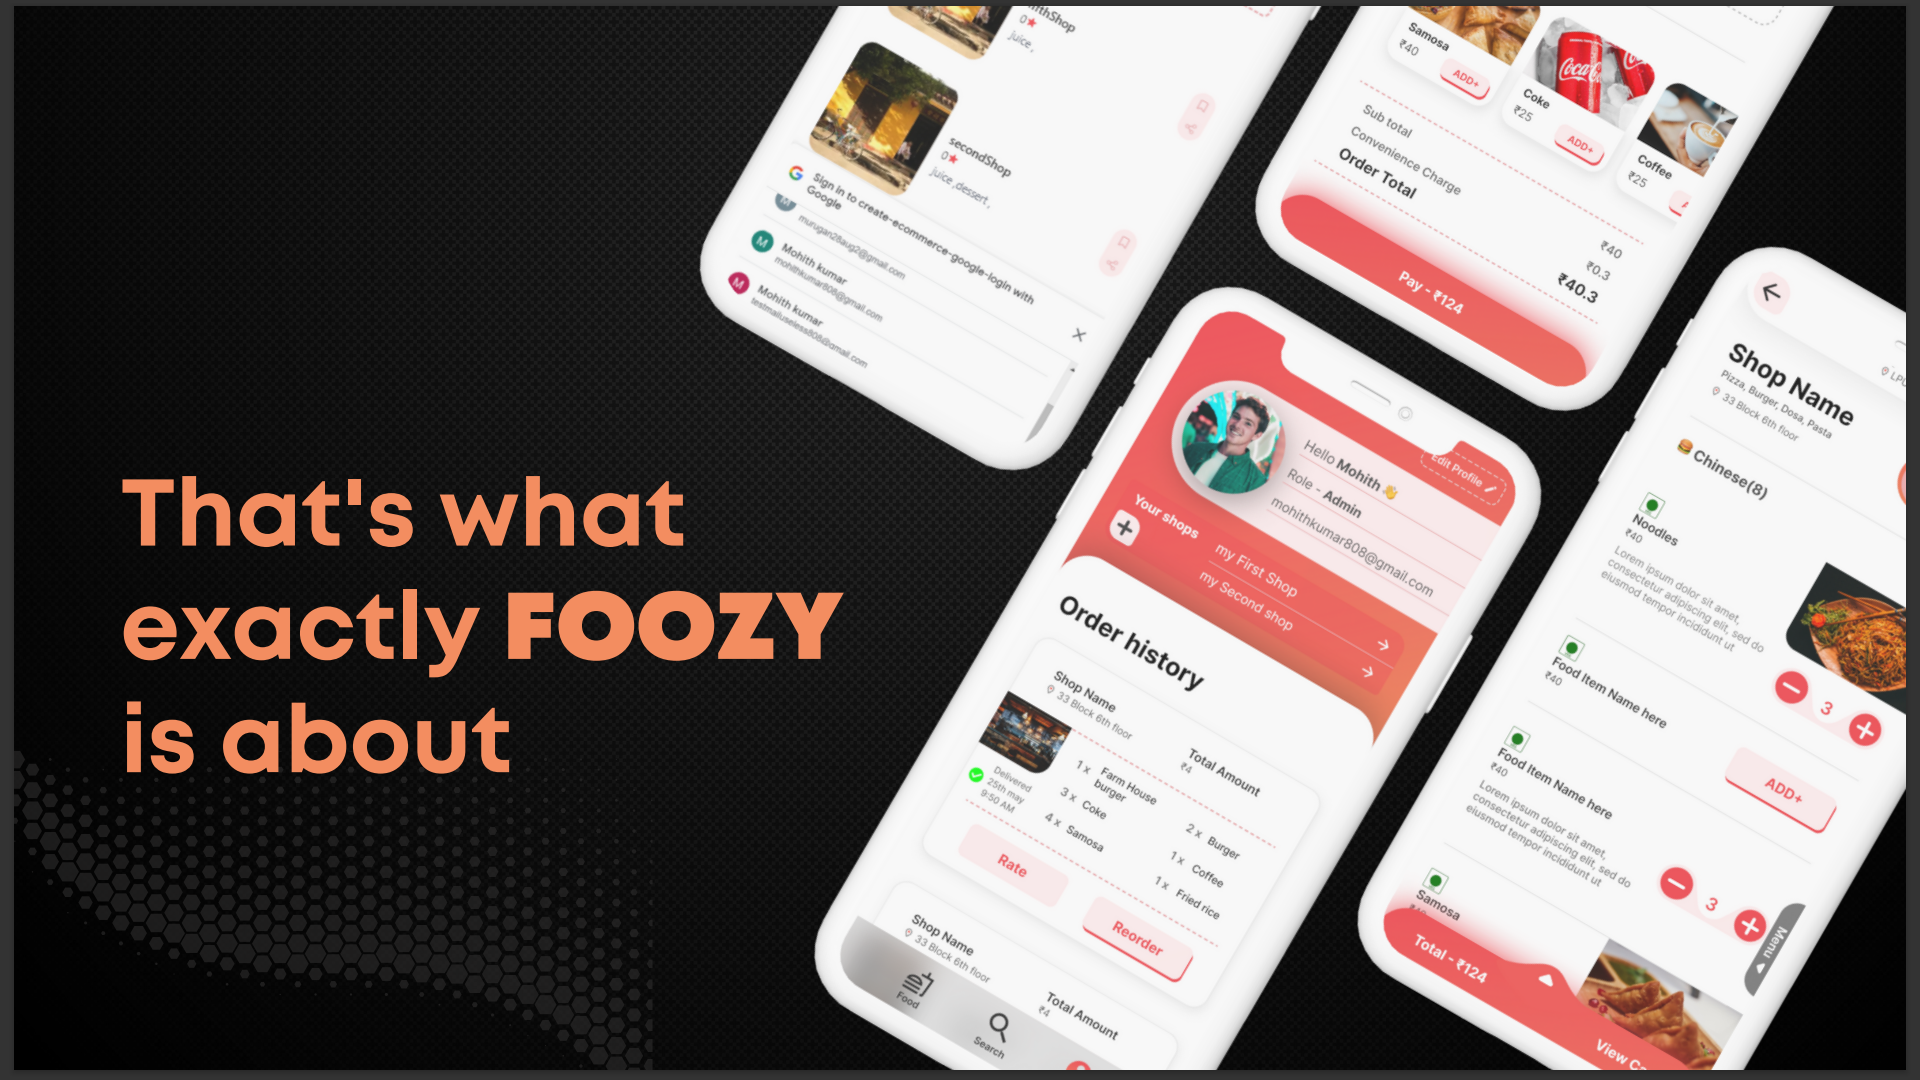 That's what
exactly FOOZY
is about
0★
juice,
secondShop
0★
juice ,dessert ,
Sign in to create-ecommerce-google-login with
Google
M
murugan28aug2@gmail.com
M
Mohith kumar
mohithkumar808@gmail.com
M
Mohith kumar
testmailuseless808@gmail.com
Samosa
₹40
ADD+
Coca
Coke
₹25
ADD+
Coffee
₹25
Sub total
₹40
Convenience Charge
₹0.3
Order Total
₹40.3
Pay - ₹124
Hello Mohith 👋
Edit Profile
Role - Admin
mohithkumar808@gmail.com
Your shops
my First Shop
my Second shop
Order history
Shop Name
33 Block 6th floor
Total Amount
₹4
Delivered
25th may
9:50 AM
1 x Farm House
burger
3 x Coke
4 x Samosa
2 x Burger
1 x Coffee
1 x Fried rice
Rate
Reorder
Shop Name
33 Block 6th floor
Total Amount
₹4
Food
Search
Shop Name
Pizza, Burger, Dosa, Pasta
33 Block 6th floor
🍔 Chinese(8)
Noodles
₹40
Lorem ipsum dolor sit amet,
consectetur adipiscing elit, sed do
eiusmod tempor incididunt ut
3
Food Item Name here
₹40
ADD+
Food Item Name here
₹40
Lorem ipsum dolor sit amet,
consectetur adipiscing elit, sed do
eiusmod tempor incididunt ut
3
Samosa
Menu
Total - ₹124
View